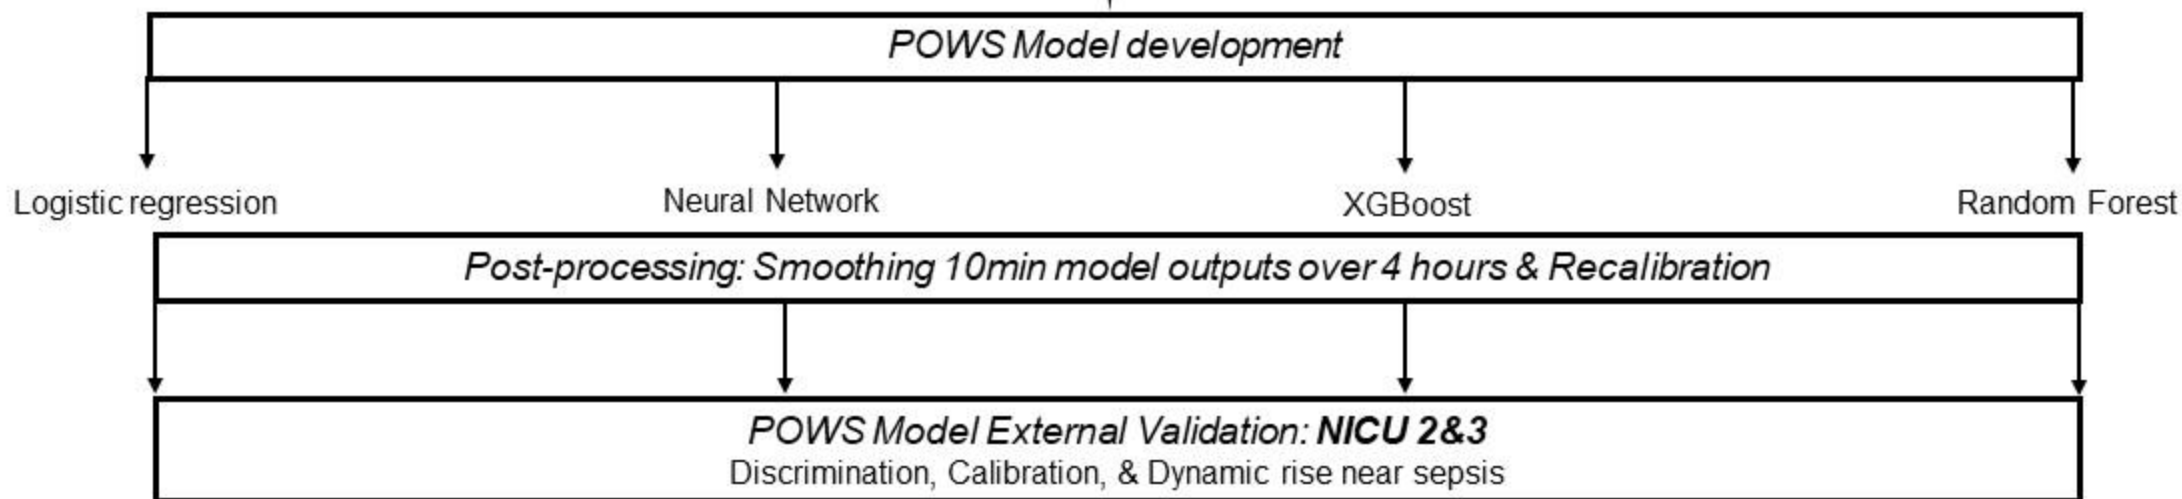 POWS Model development
Logistic regression
Neural Network
XGBoost
Random Forest
Post-processing: Smoothing 10min model outputs over 4 hours & Recalibration
POWS Model External Validation: NICU 2&3
Discrimination, Calibration, & Dynamic rise near sepsis